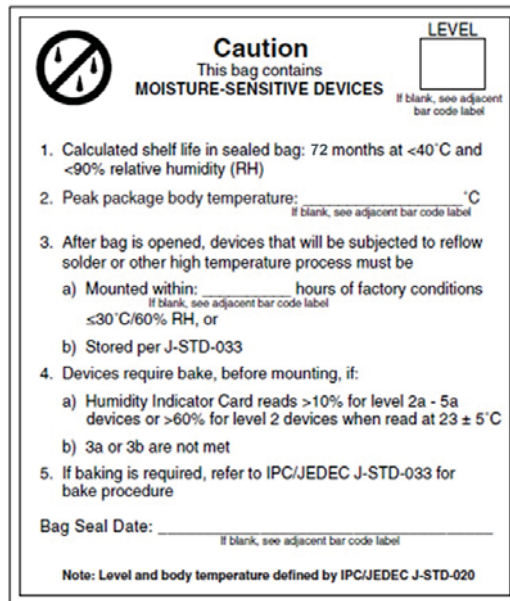 LEVEL
Caution
This bag contains
MOISTURE-SENSITIVE DEVICES
If blank, see adjacent
bar code label
1. Calculated shelf life in sealed bag: 72 months at <40˚C and
<90% relative humidity (RH)
2. Peak package body temperature: ____________________˚C
If blank, see adjacent bar code label
3. After bag is opened, devices that will be subjected to reflow
solder or other high temperature process must be
a) Mounted within: ___________ hours of factory conditions
If blank, see adjacent bar code label
≤30˚C/60% RH, or
b) Stored per J-STD-033
4. Devices require bake, before mounting, if:
a) Humidity Indicator Card reads >10% for level 2a - 5a
devices or >60% for level 2 devices when read at 23 ± 5˚C
b) 3a or 3b are not met
5. If baking is required, refer to IPC/JEDEC J-STD-033 for
bake procedure
Bag Seal Date: ______________________________________
If blank, see adjacent bar code label
Note: Level and body temperature defined by IPC/JEDEC J-STD-020